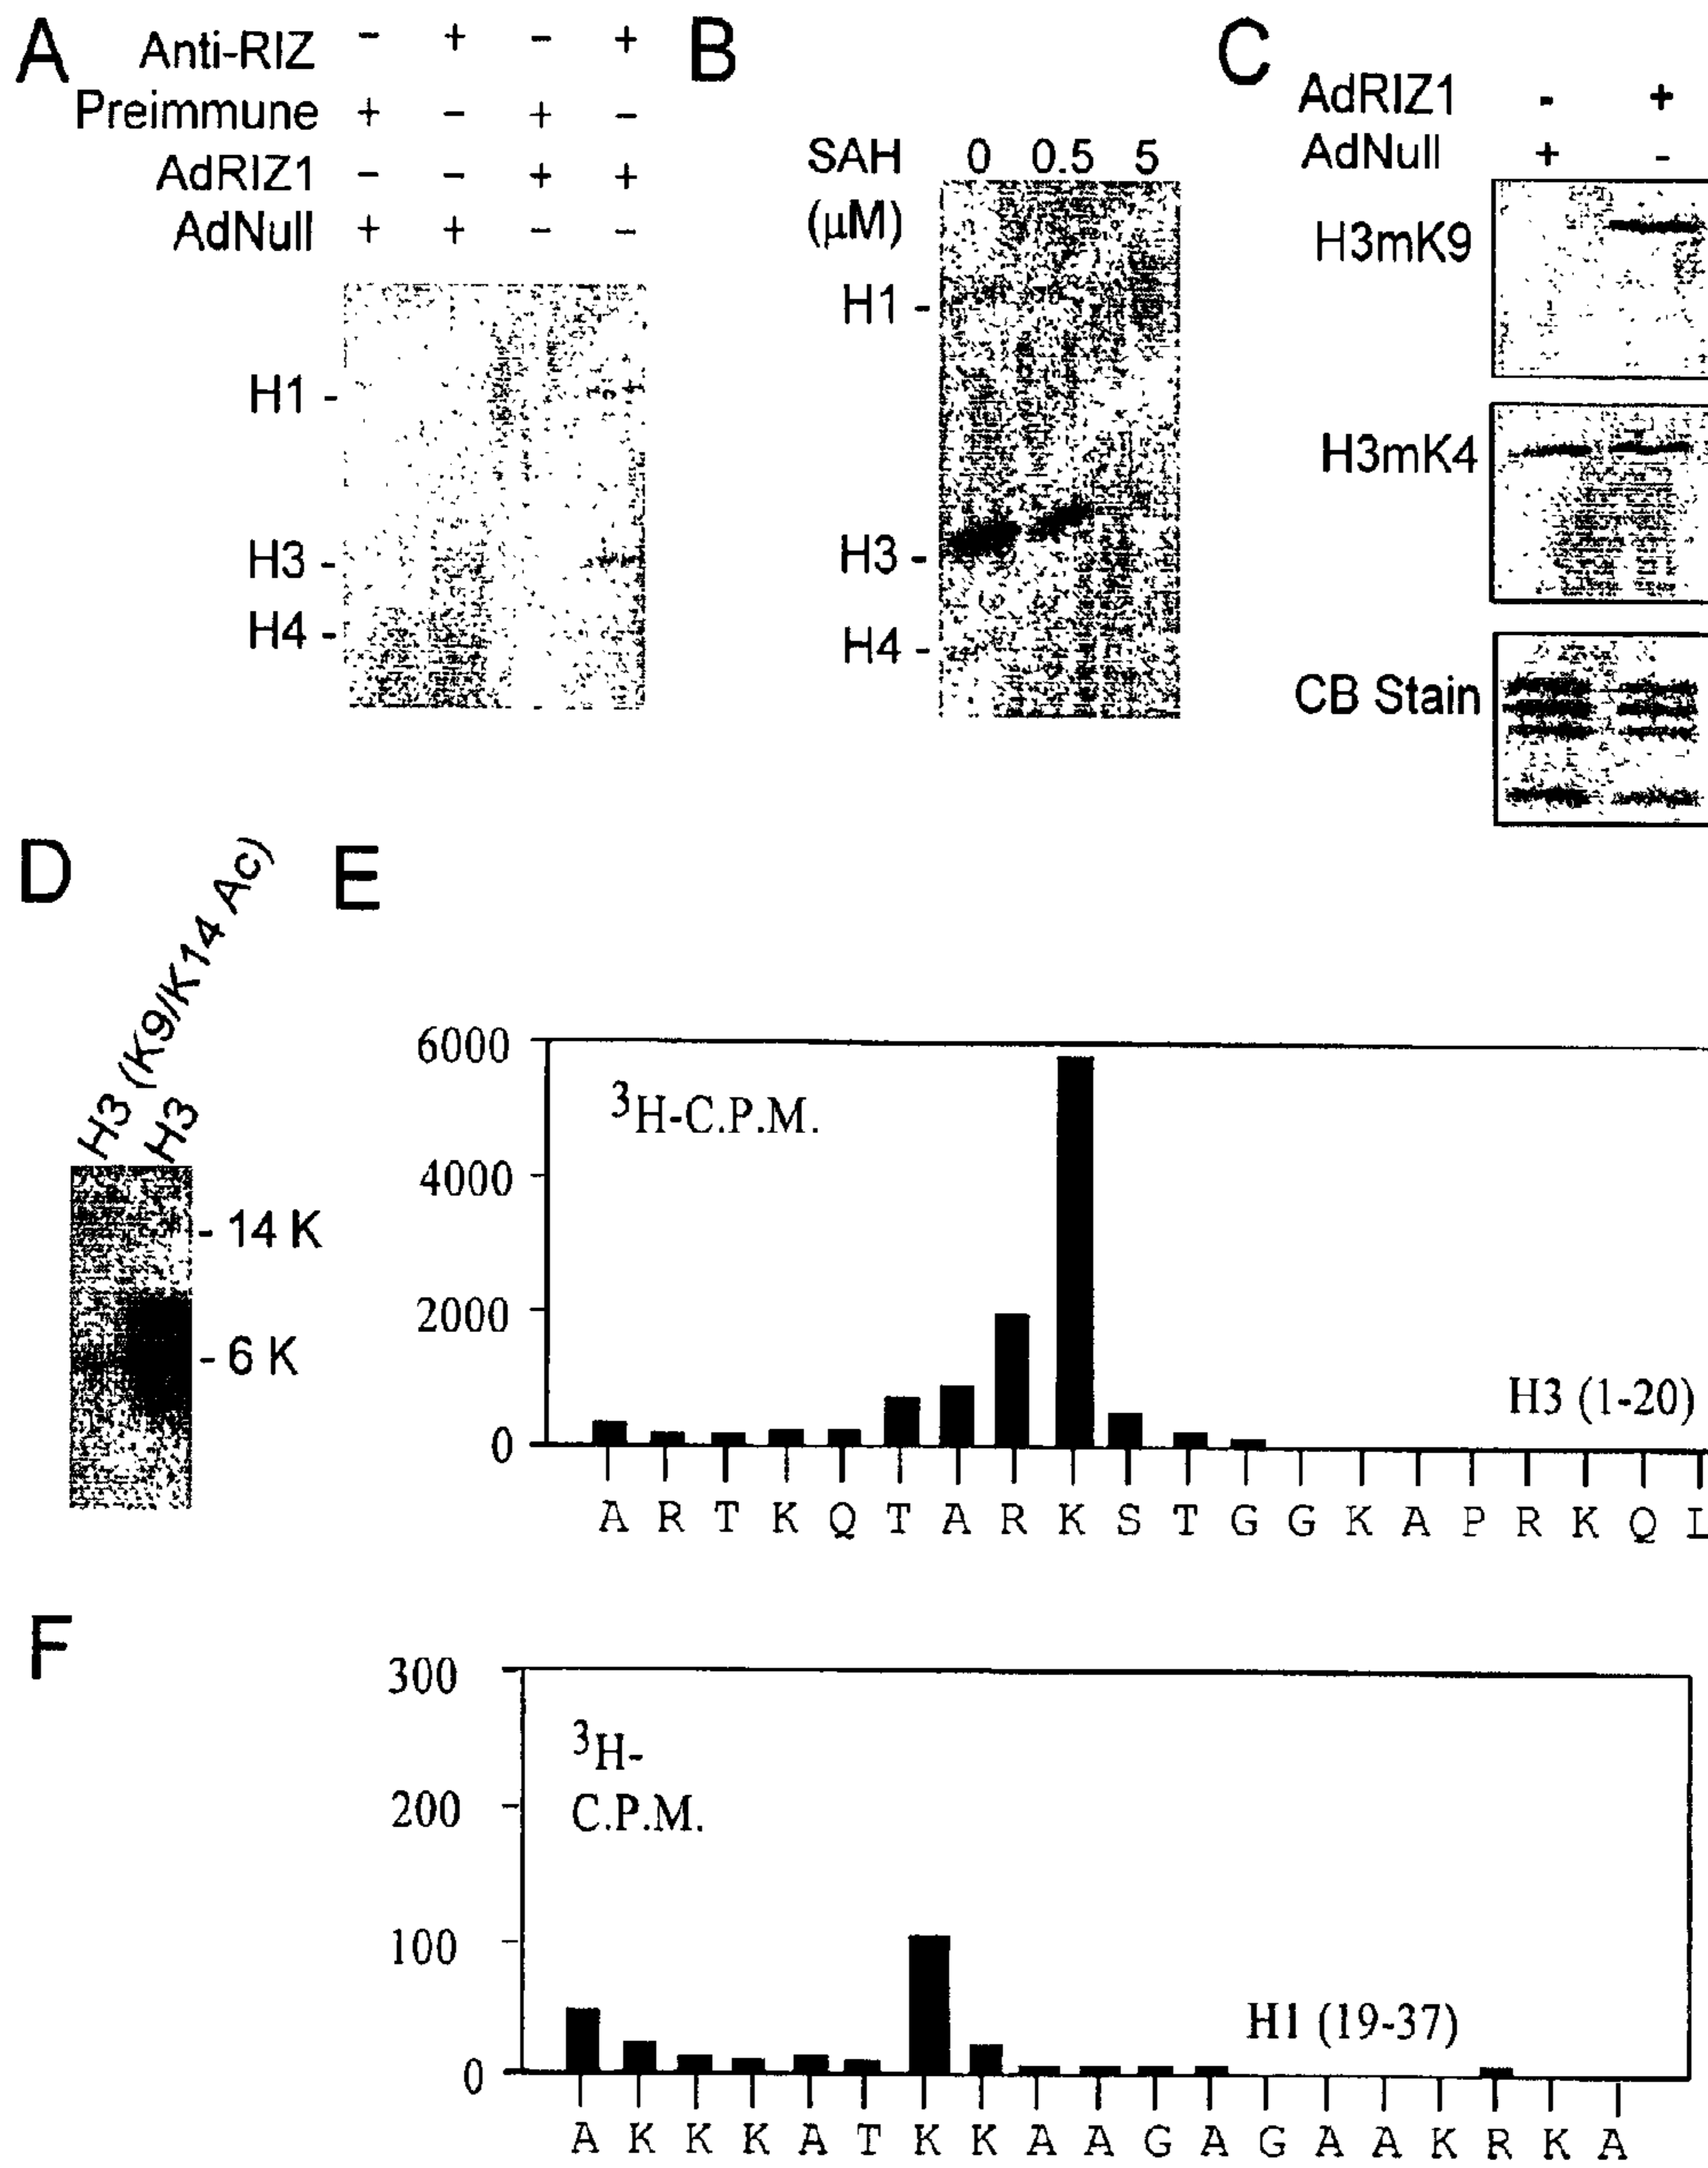 A
Anti-RIZ - + - +
Preimmune + - + -
AdRIZ1 - - + +
AdNull + + - -
H1 -
H3 -
H4 -
B
SAH 0 0.5 5
(μM)
H1 -
H3 -
H4 -
C
AdRIZ1 - +
AdNull + -
H3mK9
H3mK4
CB Stain
D
H3 (K9/K14 Ac)
H3
- 14 K
- 6 K
E
6000
4000
2000
0
³H-C.P.M.
H3 (1-20)
A R T K Q T A R K S T G G K A P R K Q L
F
300
200
100
0
³H-
C.P.M.
H1 (19-37)
A K K K A T K K A A G A G A A K R K A